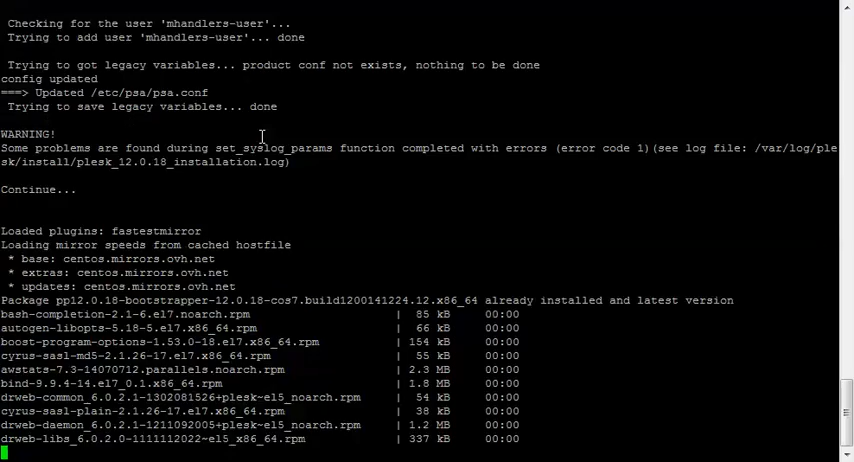 Checking for the user 'mhandlers-user'...
Trying to add user 'mhandlers-user'... done
Trying to got legacy variables... product conf not exists, nothing to be done
config updated
===> Updated /etc/psa/psa.conf
Trying to save legacy variables... done
WARNING!
Some problems are found during set_syslog_params function completed with errors (error code 1)(see log file: /var/log/ple
sk/install/plesk_12.0.18_installation.log)
Continue...
Loaded plugins: fastestmirror
Loading mirror speeds from cached hostfile
* base: centos.mirrors.ovh.net
* extras: centos.mirrors.ovh.net
* updates: centos.mirrors.ovh.net
Package pp12.0.18-bootstrapper-12.0.18-cos7.build1200141224.12.x86_64 already installed and latest version
bash-completion-2.1-6.el7.noarch.rpm | 85 kB 00:00
autogen-libopts-5.18-5.el7.x86_64.rpm | 66 kB 00:00
boost-program-options-1.53.0-18.el7.x86_64.rpm | 154 kB 00:00
cyrus-sasl-md5-2.1.26-17.el7.x86_64.rpm | 55 kB 00:00
awstats-7.3-14070712.parallels.noarch.rpm | 2.3 MB 00:00
bind-9.9.4-14.el7_0.1.x86_64.rpm | 1.8 MB 00:00
drweb-common_6.0.2.1-1302081526+plesk~el5_noarch.rpm | 54 kB 00:00
cyrus-sasl-plain-2.1.26-17.el7.x86_64.rpm | 38 kB 00:00
drweb-daemon_6.0.2.1-1211092005+plesk~el5_x86_64.rpm | 1.2 MB 00:00
drweb-libs_6.0.2.0-1111112022~el5_x86_64.rpm | 337 kB 00:00